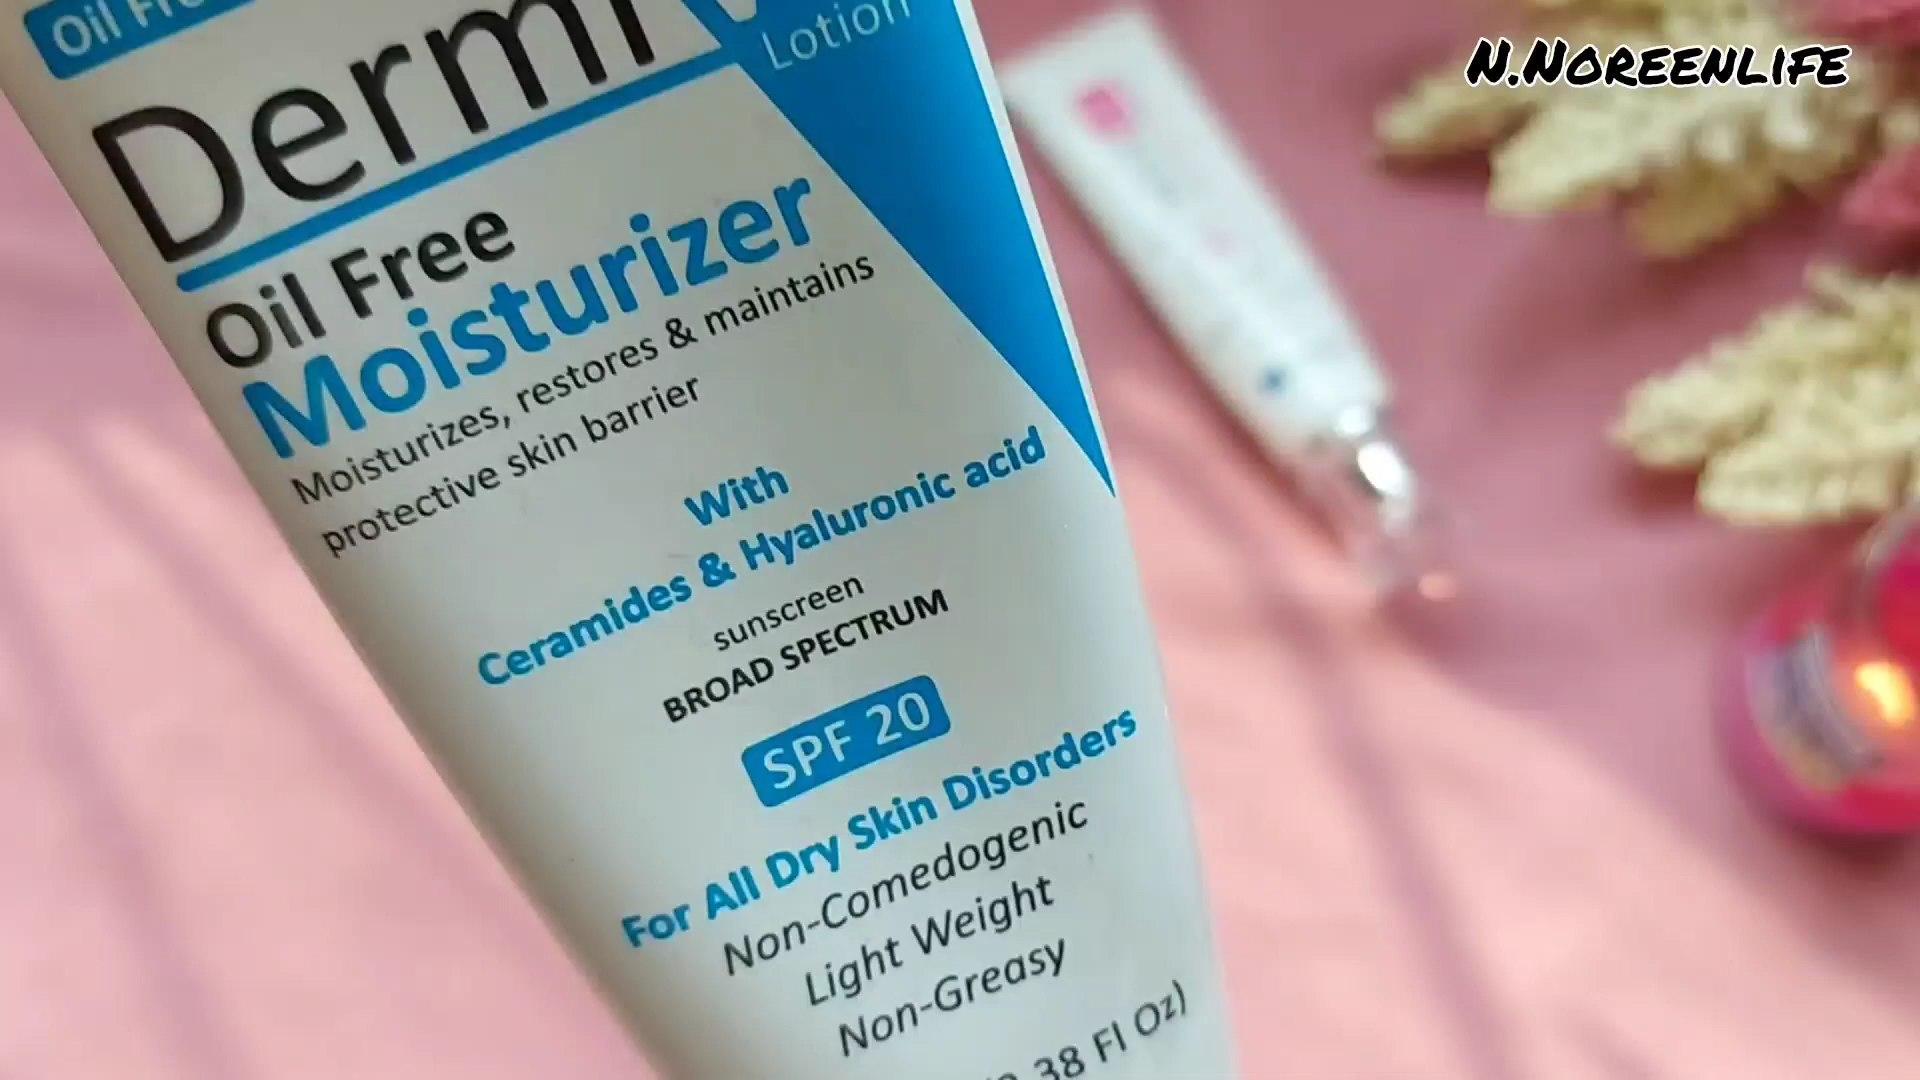 N.NOREENLIFE
Lotion
Oil
Oil Free
Moisturizer
Moisturizes, restores & maintains
protective skin barrier
With
Ceramides & Hyaluronic acid
sunscreen
BROAD SPECTRUM
SPF 20
For All Dry Skin Disorders
Non-Comedogenic
Light Weight
Non-Greasy
38 Fl Oz)